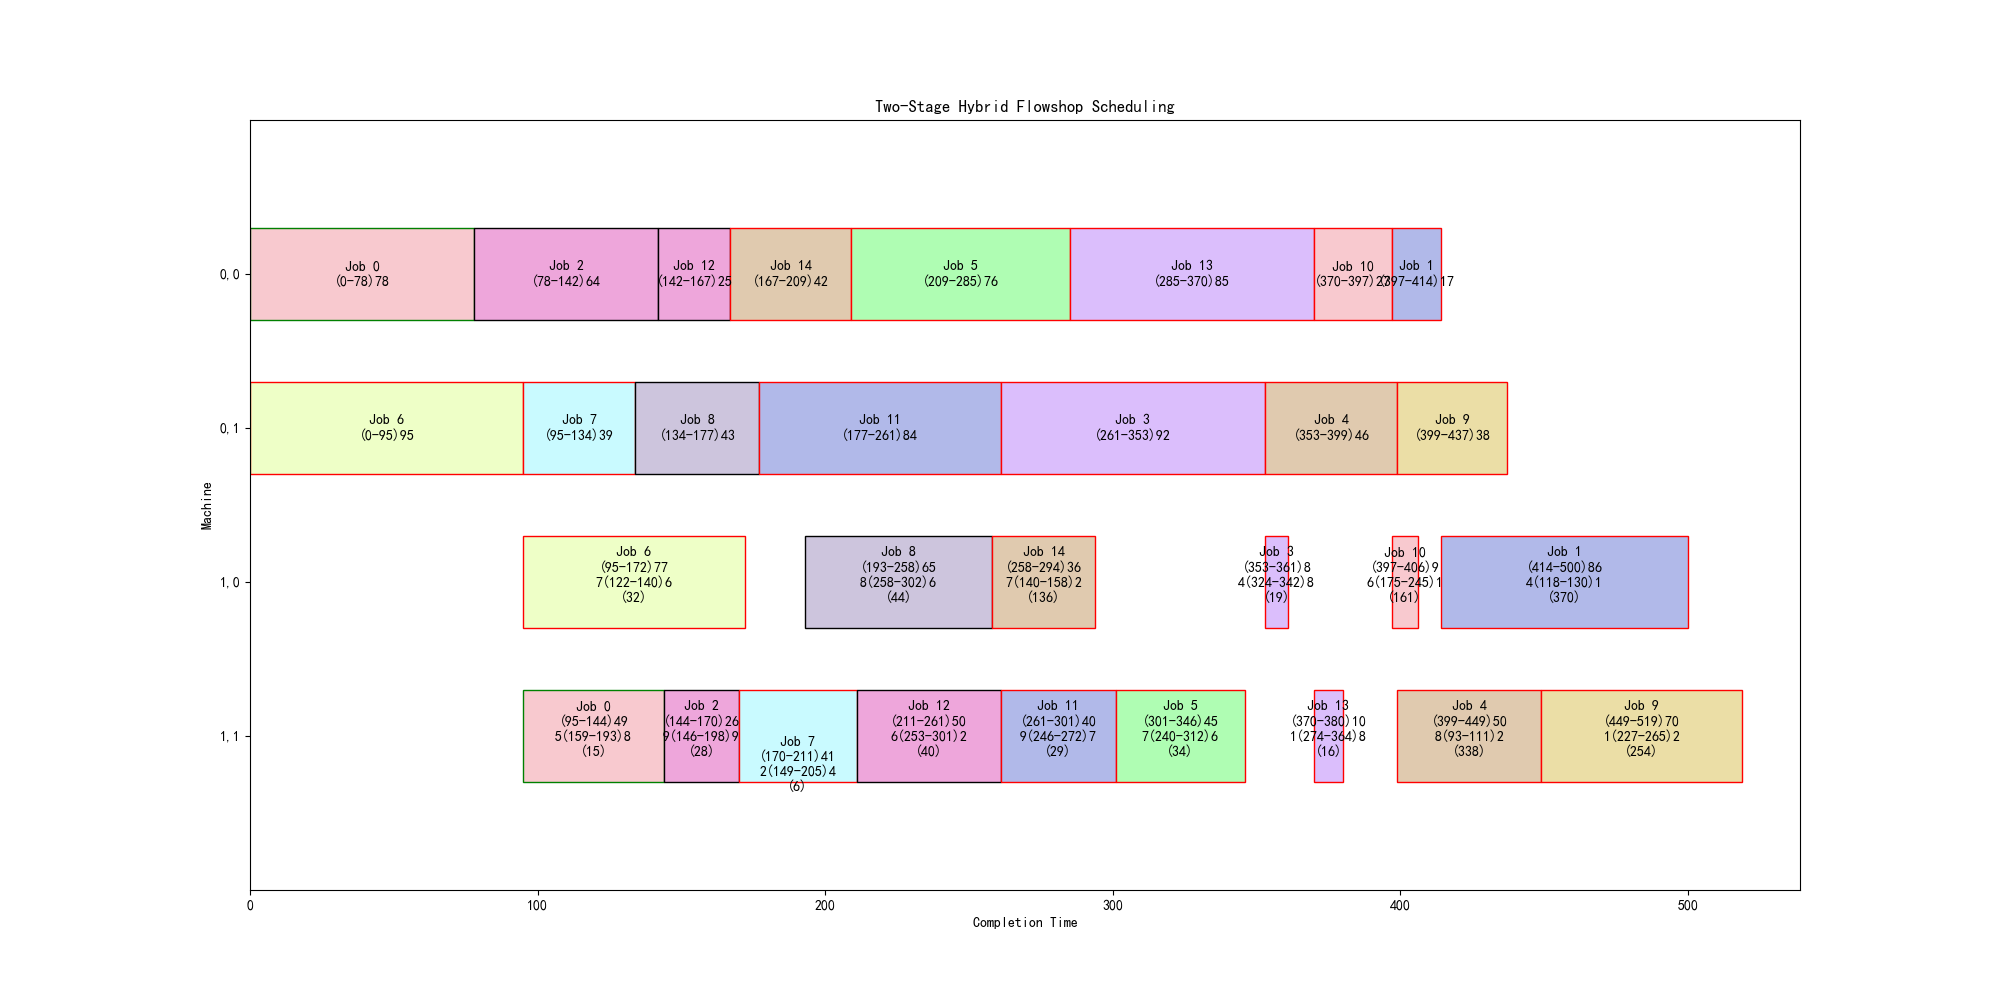 Two-Stage Hybrid Flowshop Scheduling
Machine
0,0
Job 0
(0-78)78
Job 2
(78-142)64
Job 12
(142-167)25
Job 14
(167-209)42
Job 5
(209-285)76
Job 13
(285-370)85
Job 10
(370-397)27
Job 1
(397-414)17
0,1
Job 6
(0-95)95
Job 7
(95-134)39
Job 8
(134-177)43
Job 11
(177-261)84
Job 3
(261-353)92
Job 4
(353-399)46
Job 9
(399-437)38
1,0
Job 6
(95-172)77
7(122-140)6
(32)
Job 8
(193-258)65
8(258-302)6
(44)
Job 14
(258-294)36
7(140-158)2
(136)
Job 3
(353-361)8
4(324-342)8
(19)
Job 10
(397-406)9
6(175-245)1
(161)
Job 1
(414-500)86
4(118-130)1
(370)
1,1
Job 0
(95-144)49
5(159-193)8
(15)
Job 2
(144-170)26
9(146-198)9
(28)
Job 7
(170-211)41
2(149-205)4
(6)
Job 12
(211-261)50
6(253-301)2
(40)
Job 11
(261-301)40
9(246-272)7
(29)
Job 5
(301-346)45
7(240-312)6
(34)
Job 13
(370-380)10
1(274-364)8
(16)
Job 4
(399-449)50
8(93-111)2
(338)
Job 9
(449-519)70
1(227-265)2
(254)
0
100
200
300
400
500
Completion Time